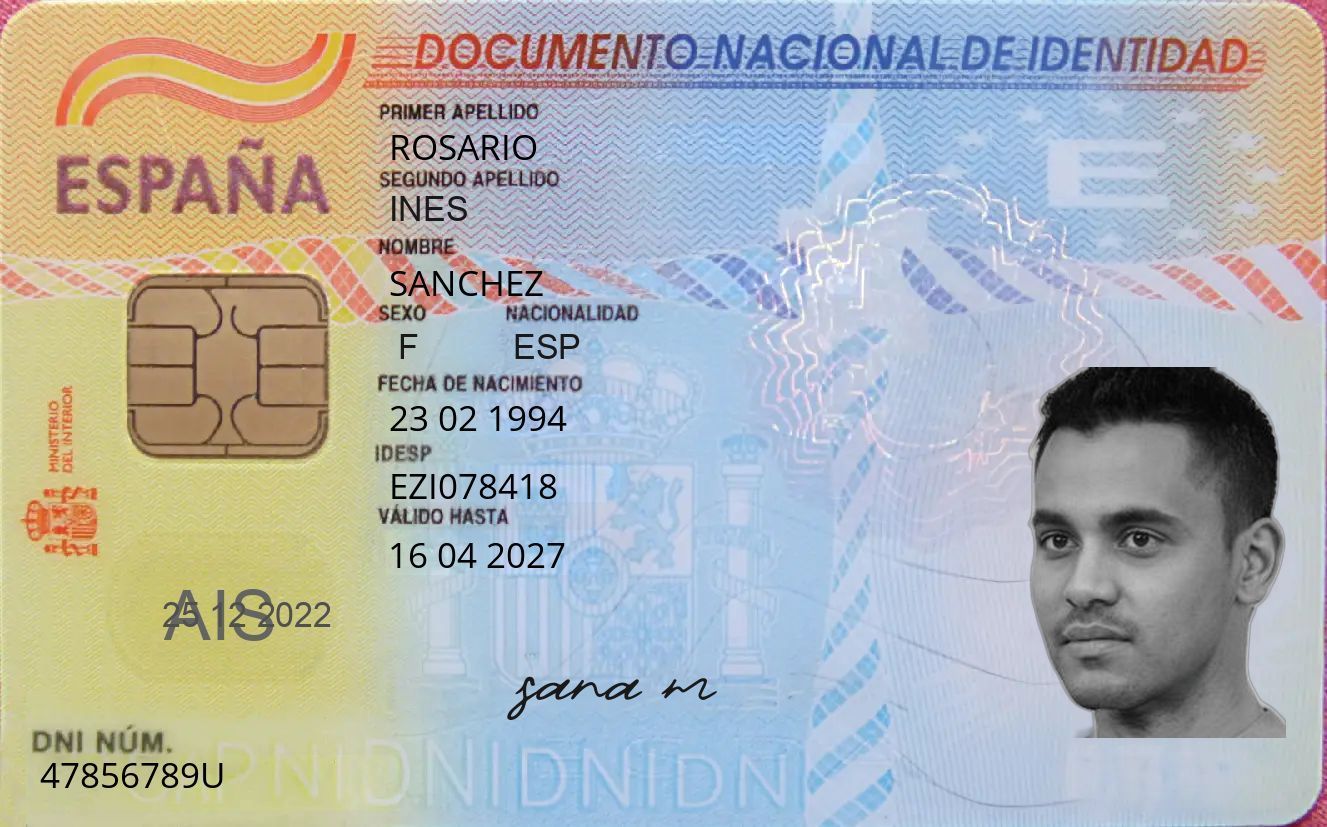 DOCUMENTO NACIONAL DE IDENTIDAD
ESPAÑA
PRIMER APELLIDO
ROSARIO
SEGUNDO APELLIDO
INES
NOMBRE
SANCHEZ
SEXO NACIONALIDAD
F ESP
FECHA DE NACIMIENTO
23 02 1994
IDESP
EZI078418
VÁLIDO HASTA
16 04 2027
MINISTERIO
DEL INTERIOR
E
AIS
25 12 2022
sana m
DNI NÚM.
47856789U
DNIDNIDNIDN